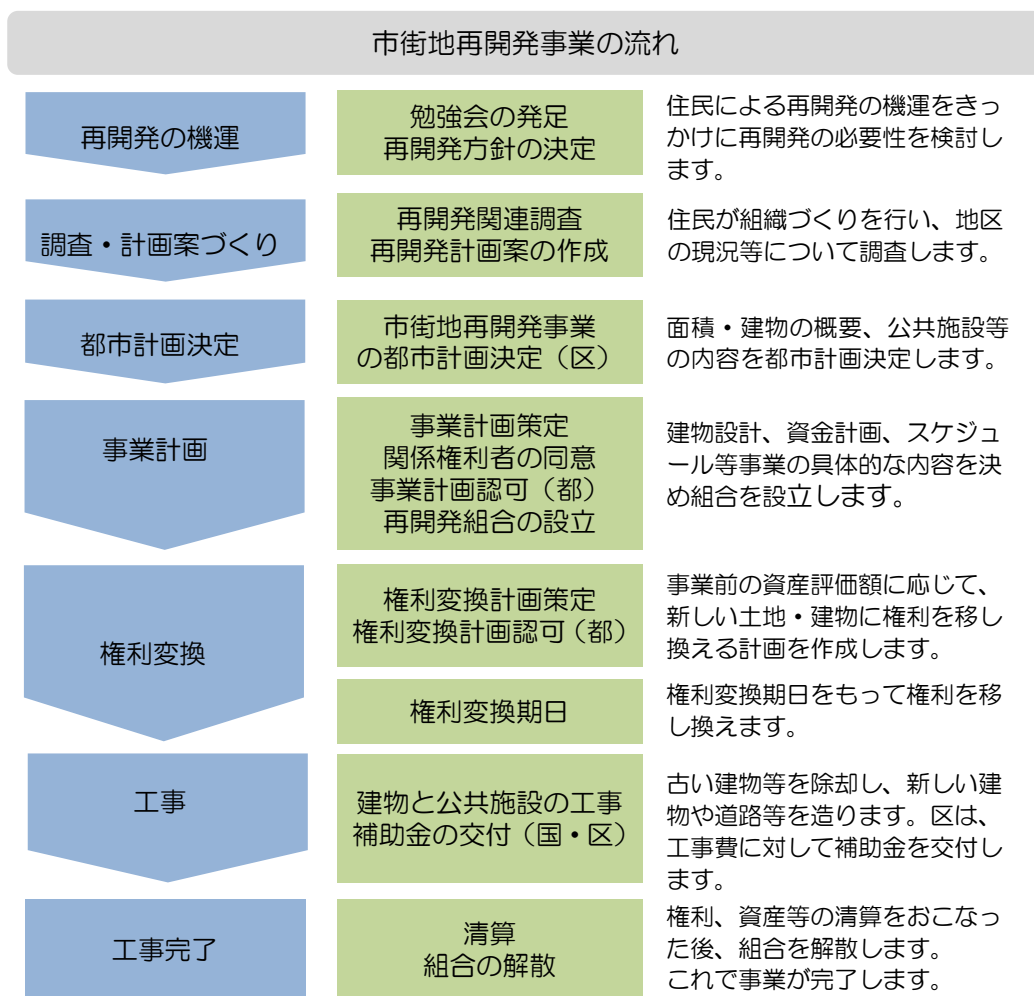 市街地再開発事業の流れ
再開発の機運
勉強会の発足
再開発方針の決定
住民による再開発の機運をきっ
かけに再開発の必要性を検討し
ます。
調査・計画案づくり
再開発関連調査
再開発計画案の作成
住民が組織づくりを行い、地区
の現況等について調査します。
都市計画決定
市街地再開発事業
の都市計画決定（区）
面積・建物の概要、公共施設等
の内容を都市計画決定します。
事業計画
事業計画策定
関係権利者の同意
事業計画認可（都）
再開発組合の設立
建物設計、資金計画、スケジュ
ール等事業の具体的な内容を決
め組合を設立します。
権利変換
権利変換計画策定
権利変換計画認可（都）
事業前の資産評価額に応じて、
新しい土地・建物に権利を移し
換える計画を作成します。
権利変換期日
権利変換期日をもって権利を移
し換えます。
工事
建物と公共施設の工事
補助金の交付（国・区）
古い建物等を除却し、新しい建
物や道路等を造ります。区は、
工事費に対して補助金を交付し
ます。
工事完了
清算
組合の解散
権利、資産等の清算をおこなっ
た後、組合を解散します。
これで事業が完了します。